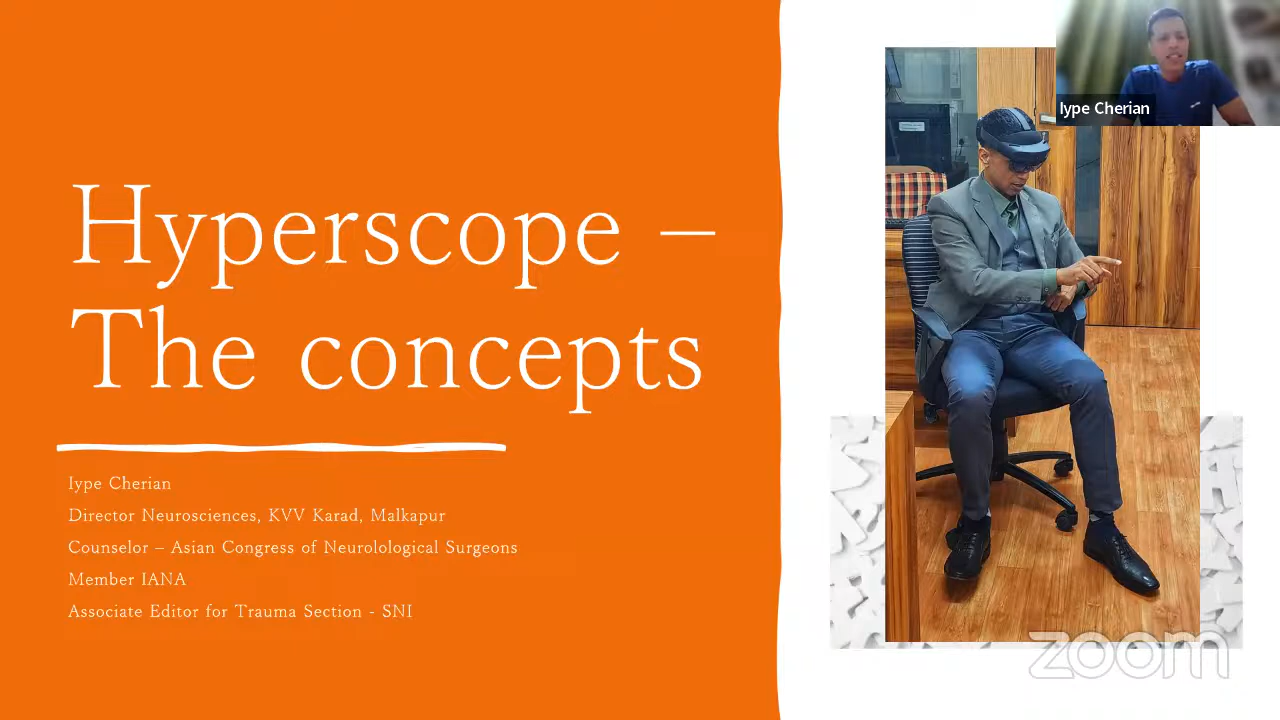 Hyperscope –
The concepts
Iype Cherian
Director Neurosciences, KVV Karad, Malkapur
Counselor – Asian Congress of Neurolological Surgeons
Member IANA
Associate Editor for Trauma Section - SNI
Iype Cherian
zoom